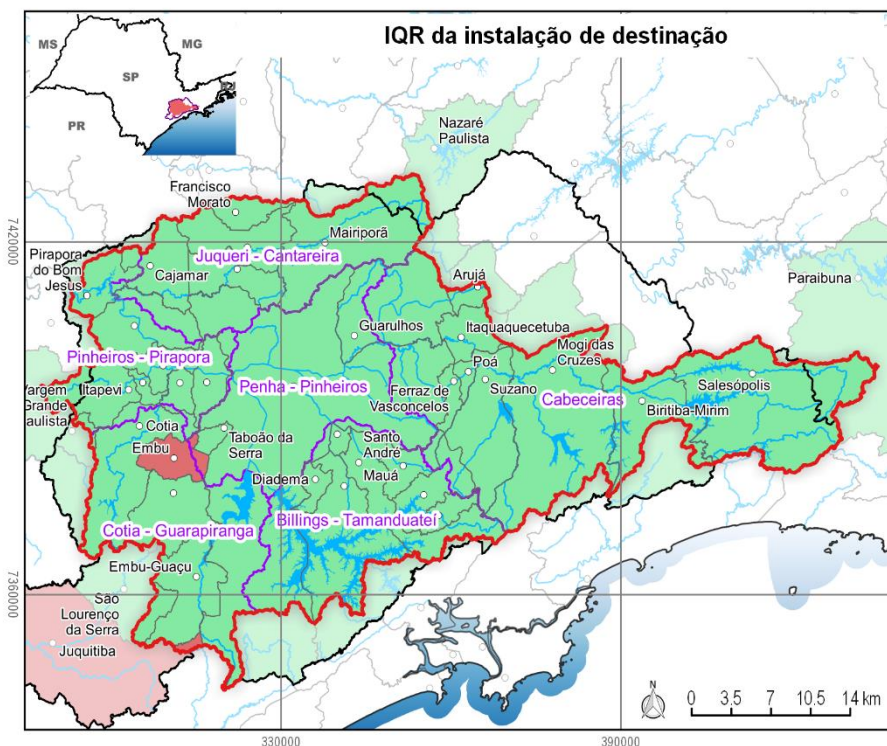 IQR da instalação de destinação
MS
MG
SP
PR
Nazaré
Paulista
Francisco
Morato
Mairiporã
7420000
Juqueri - Cantareira
Pirapora
do Bom
Jesus
Cajamar
Arujá
Paraibuna
Guarulhos
Itaquaquecetuba
Pinheiros - Pirapora
Mogi das
Cruzes
Poá
Itapevi
Penha - Pinheiros
Ferraz de
Vasconcelos
Suzano
Cabeceiras
Salesópolis
Vargem
Grande
Paulista
Biritiba-Mirim
Cotia
Embu
Taboão da
Serra
Santo
André
Mauá
Diadema
Cotia - Guarapiranga
Billings - Tamanduateí
Embu-Guaçu
7360000
São
Lourenço
da Serra
Juquitiba
N
0 3.5 7 10.5 14 km
330000
390000